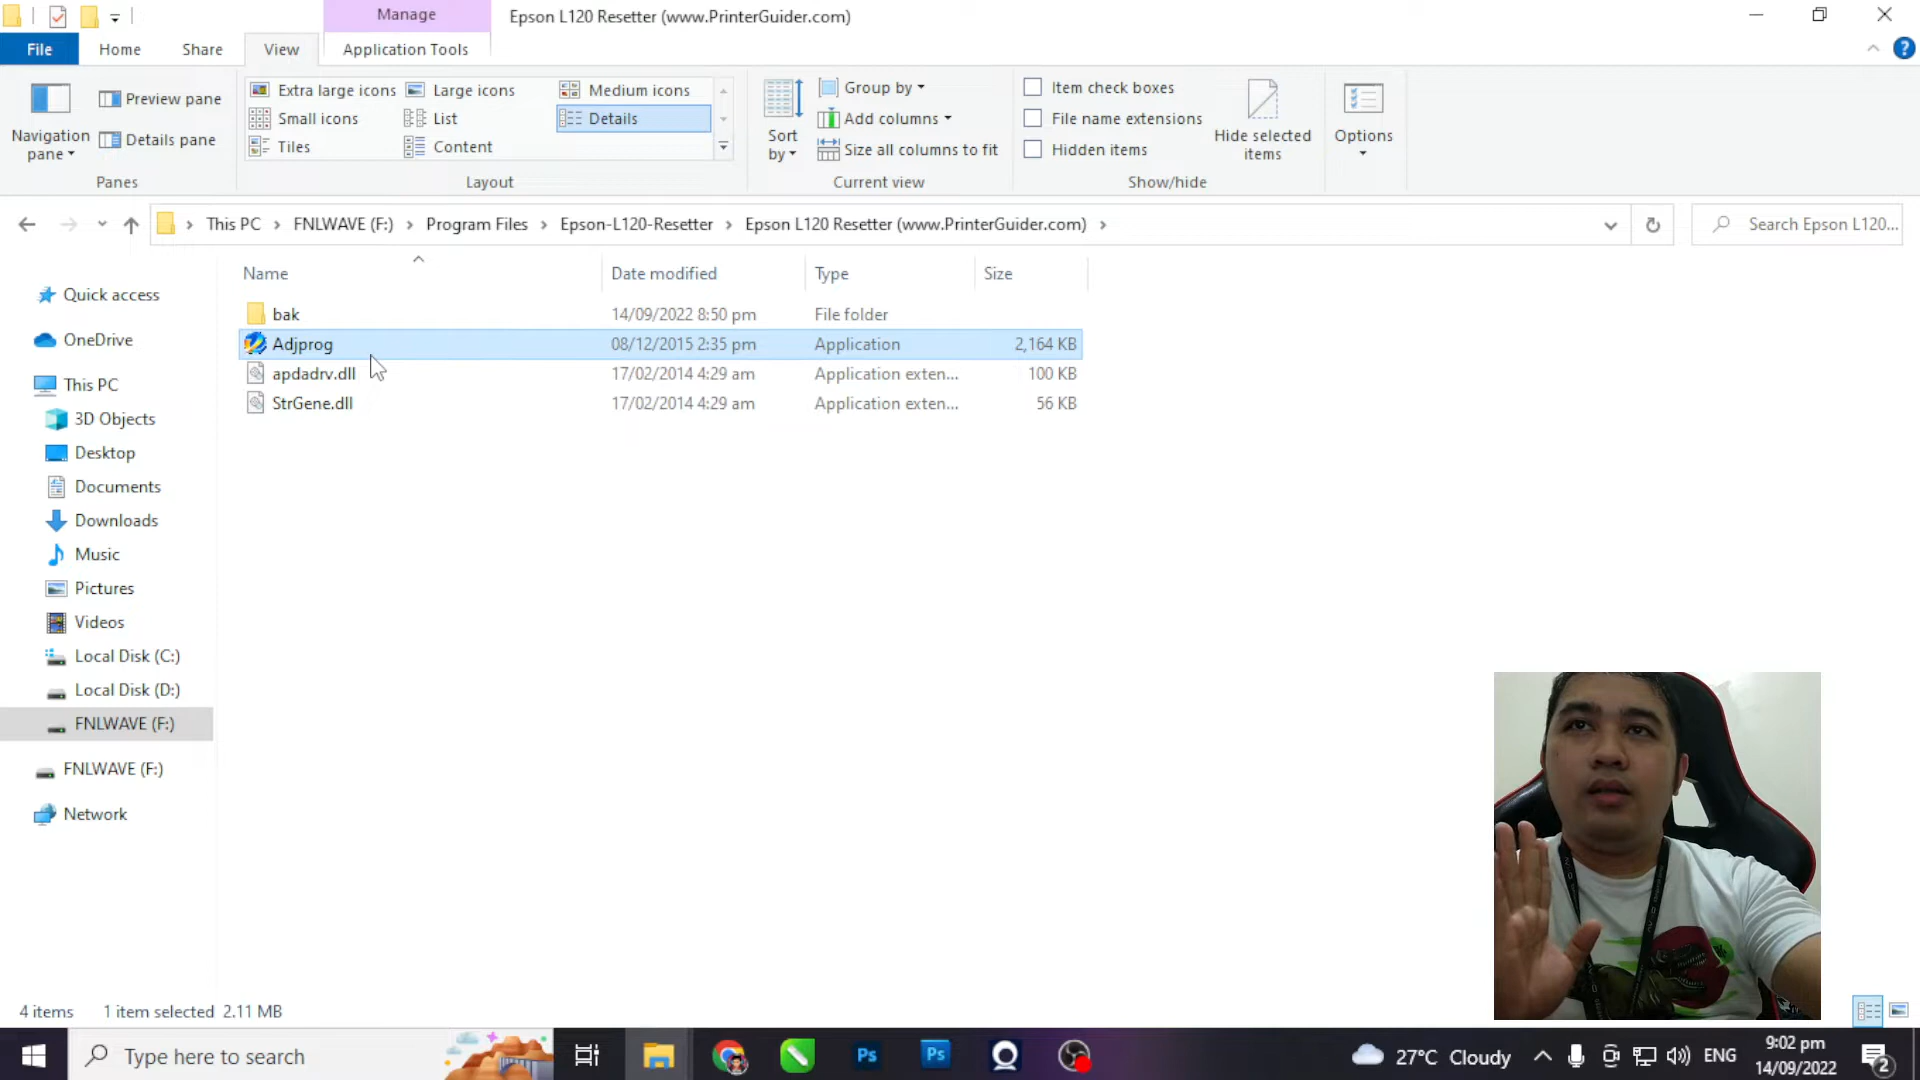 Manage
Epson L120 Resetter (www.PrinterGuider.com)
File Home Share View Application Tools
Navigation pane
Preview pane
Details pane
Panes
Extra large icons Large icons Medium icons
Small icons List Details
Tiles Content
Layout
Sort by
Group by
Add columns
Size all columns to fit
Current view
Item check boxes
File name extensions
Hidden items
Hide selected items
Show/hide
Options
This PC FNLWAVE (F:) Program Files Epson-L120-Resetter Epson L120 Resetter (www.PrinterGuider.com)
Search Epson L120...
Quick access
OneDrive
This PC
3D Objects
Desktop
Documents
Downloads
Music
Pictures
Videos
Local Disk (C:)
Local Disk (D:)
FNLWAVE (F:)
FNLWAVE (F:)
Network
Name Date modified Type Size
bak 14/09/2022 8:50 pm File folder
Adjprog 08/12/2015 2:35 pm Application 2,164 KB
apdadrv.dll 17/02/2014 4:29 am Application exten... 100 KB
StrGene.dll 17/02/2014 4:29 am Application exten... 56 KB
4 items 1 item selected 2.11 MB
Type here to search
Ps
Ps
27°C Cloudy
ENG
9:02 pm
14/09/2022
2